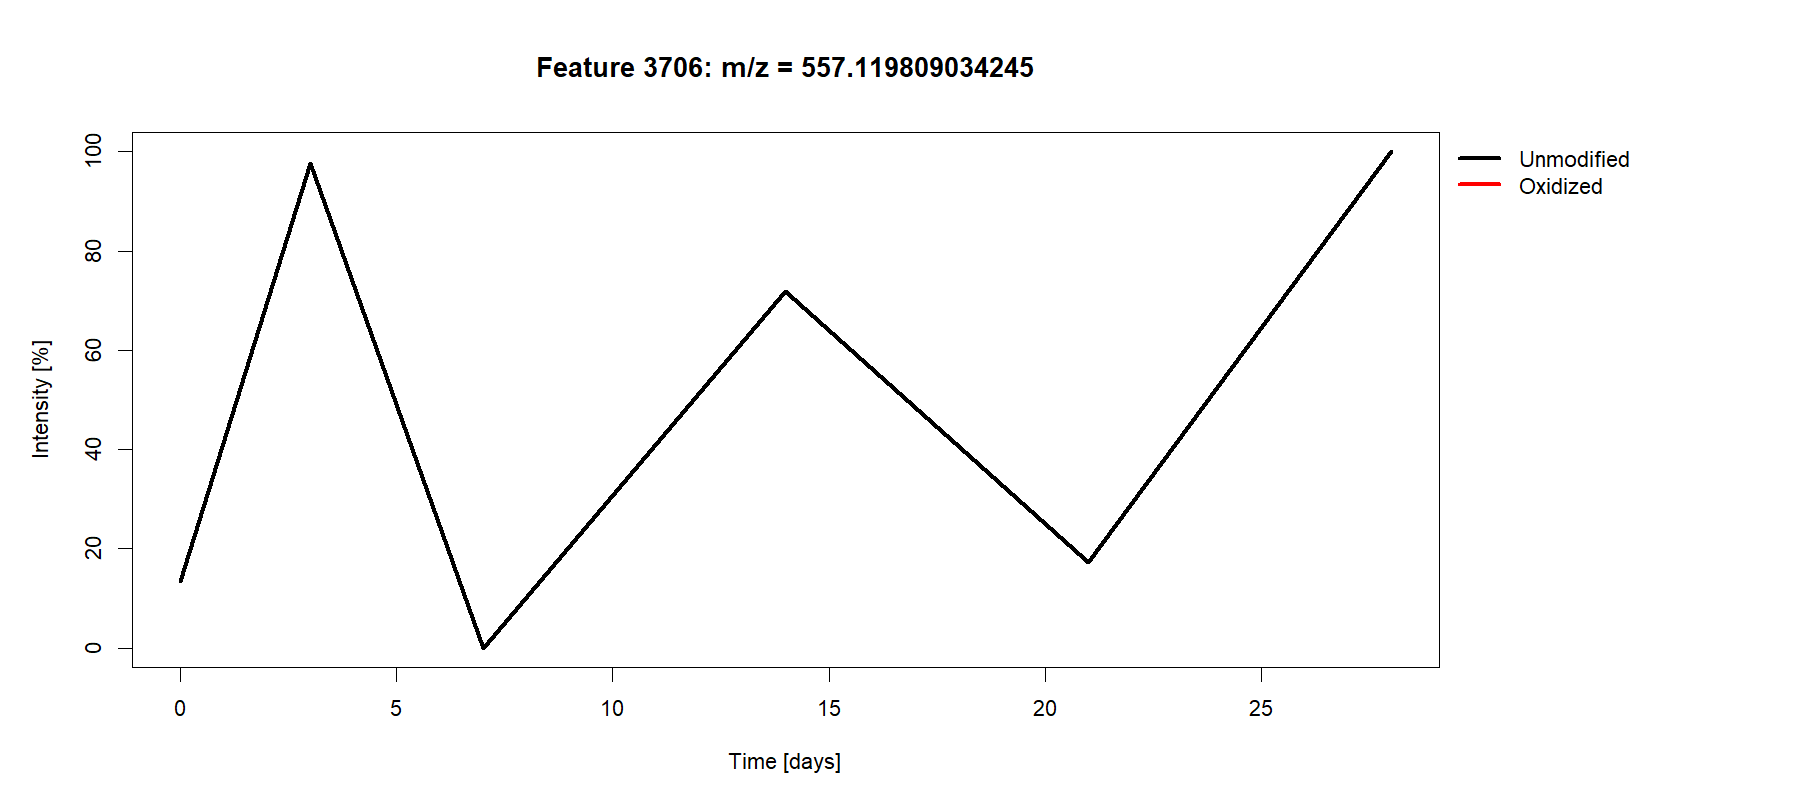 Feature 3706: m/z = 557.119809034245
Unmodified
Oxidized
Intensity [%]
100
80
60
40
20
0
0 5 10 15 20 25
Time [days]